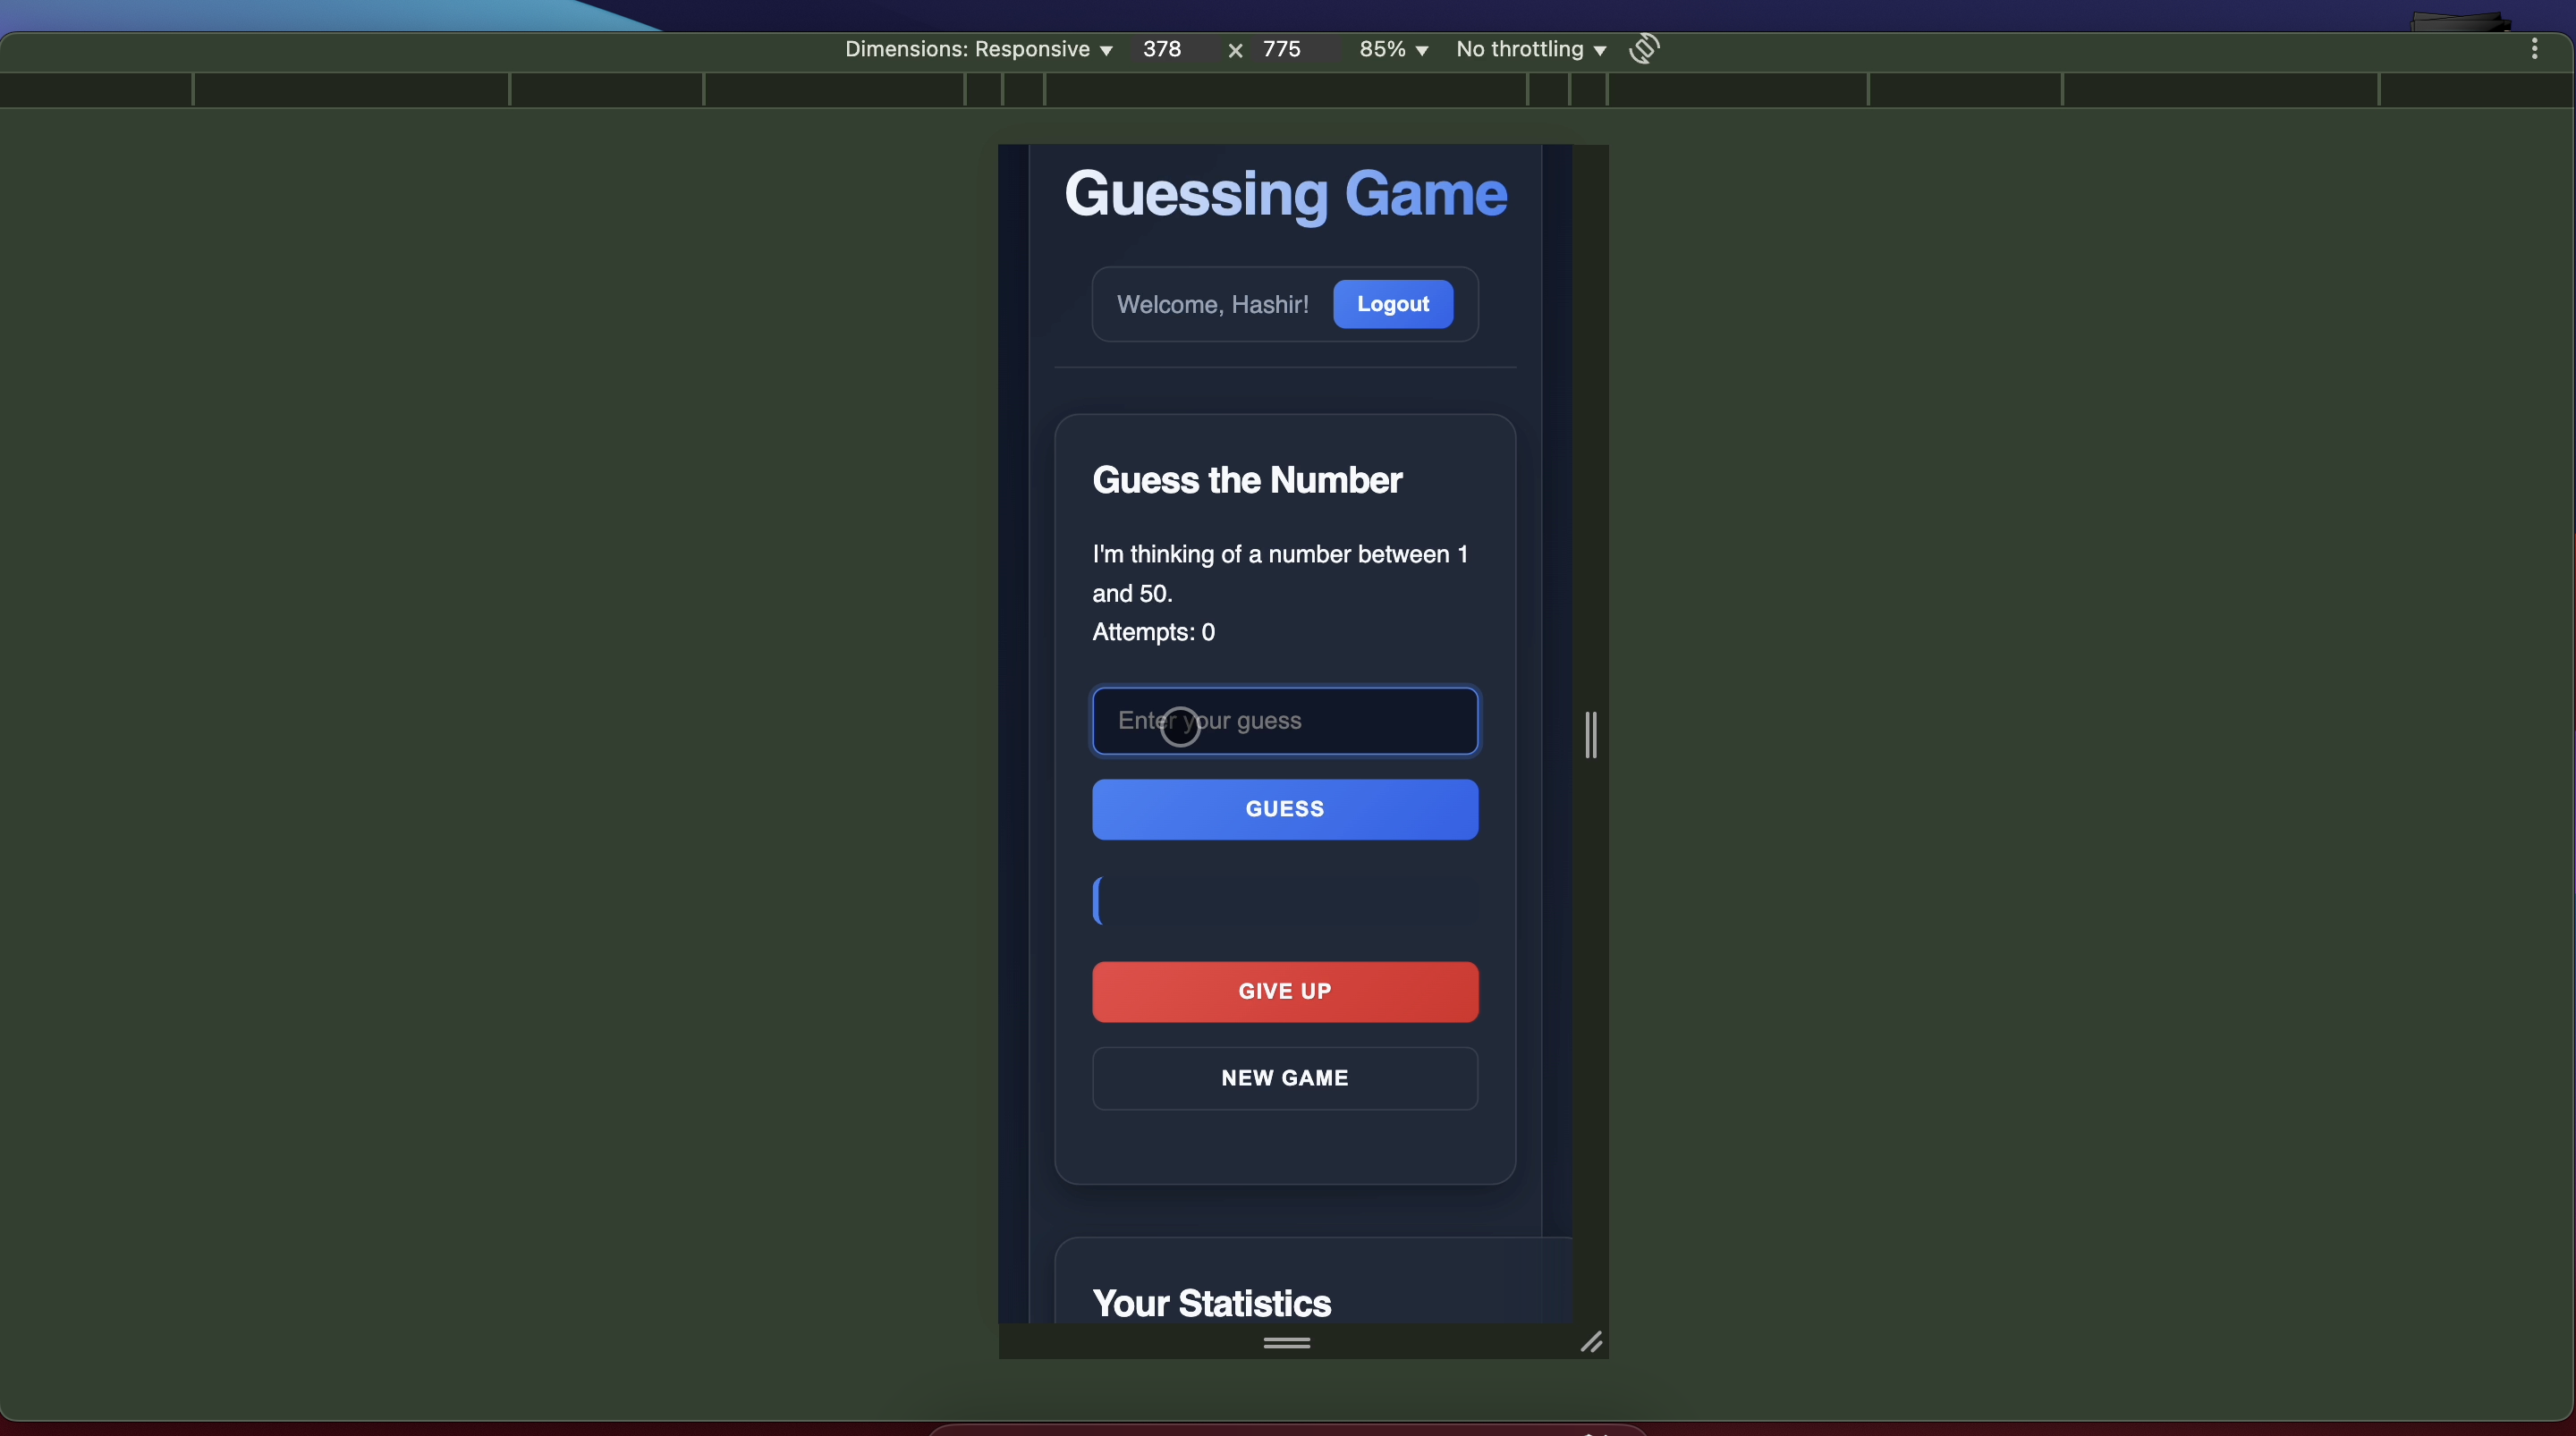 Dimensions: Responsive 378 × 775 85% No throttling
Guessing Game
Welcome, Hashir! Logout
Guess the Number
I'm thinking of a number between 1
and 50.
Attempts: 0
Enter your guess
GUESS
GIVE UP
NEW GAME
Your Statistics